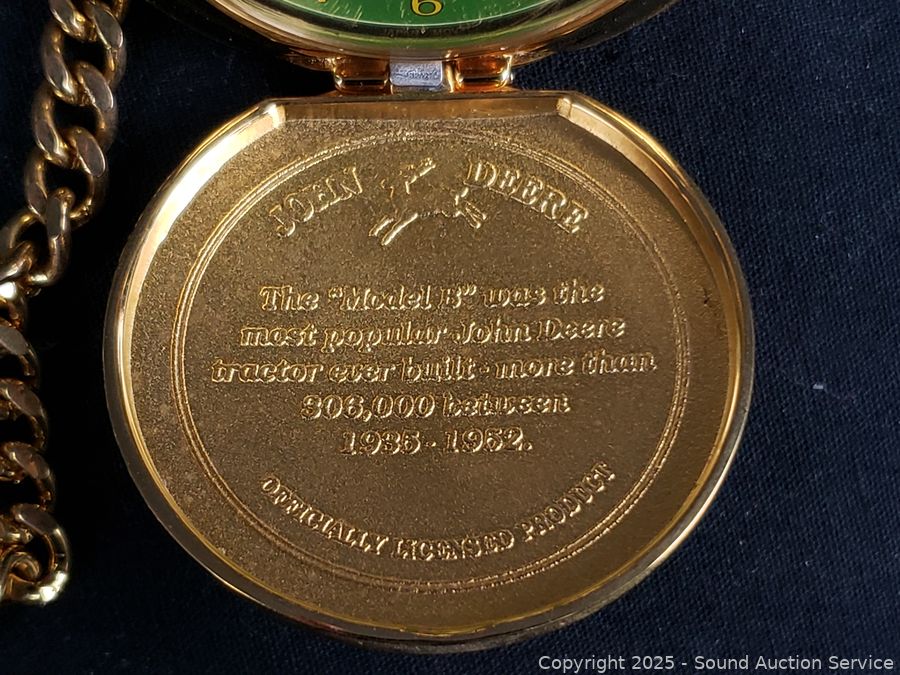 6
JOHN DEERE
The "Model B" was the
most popular John Deere
tractor ever built - more than
306,000 between
1935 - 1952.
OFFICIALLY LICENSED PRODUCT
Copyright © 2025 - Sound Auction Service